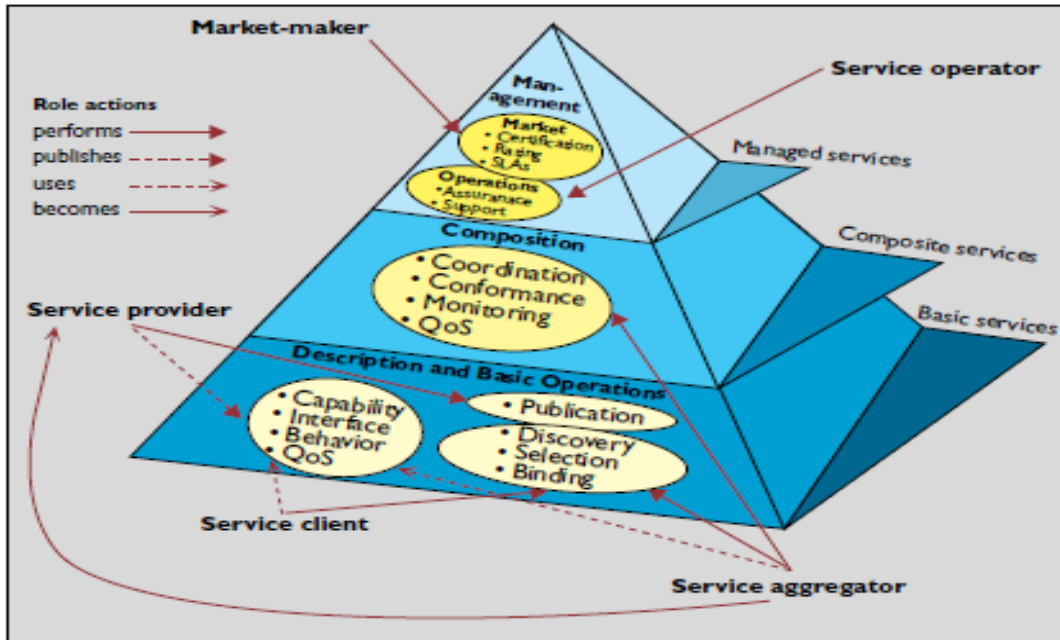 Market-maker
Service operator
Role actions
performs
publishes
uses
becomes
Man-
agement
Market
• Certification
• Rating
• SLAs
Operations
• Assurance
• Support
Managed services
Composition
• Coordination
• Conformance
• Monitoring
• QoS
Composite services
Service provider
Basic services
Description and Basic Operations
• Capability
• Interface
• Behavior
• QoS
• Publication
• Discovery
• Selection
• Binding
Service client
Service aggregator